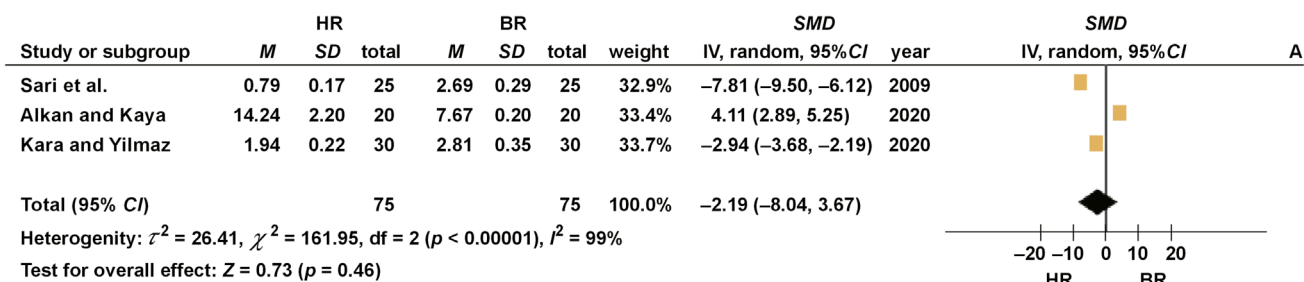 HR BR SMD SMD
Study or subgroup M SD total M SD total weight IV, random, 95%CI year IV, random, 95%CI A
Sari et al. 0.79 0.17 25 2.69 0.29 25 32.9% −7.81 (−9.50, −6.12) 2009
Alkan and Kaya 14.24 2.20 20 7.67 0.20 20 33.4% 4.11 (2.89, 5.25) 2020
Kara and Yilmaz 1.94 0.22 30 2.81 0.35 30 33.7% −2.94 (−3.68, −2.19) 2020
Total (95% CI) 75 75 100.0% −2.19 (−8.04, 3.67)
Heterogenity: τ² = 26.41, χ² = 161.95, df = 2 (p < 0.00001), I² = 99%
−20 −10 0 10 20
Test for overall effect: Z = 0.73 (p = 0.46)
HR BR